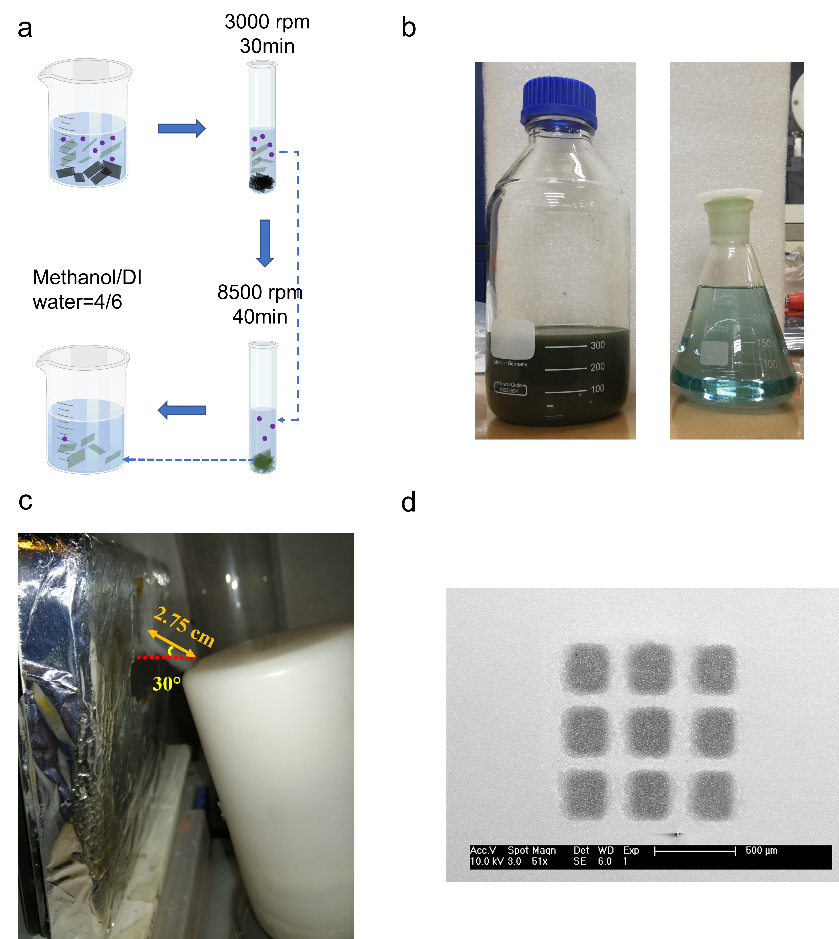 a
3000 rpm
30min
Methanol/DI
water=4/6
8500 rpm
40min
b
300
200
100
150
100
c
2.75 cm
30°
d
Acc.V Spot Magn Det WD Exp
10.0 kV 3.0 51x SE 6.0 1
500 μm